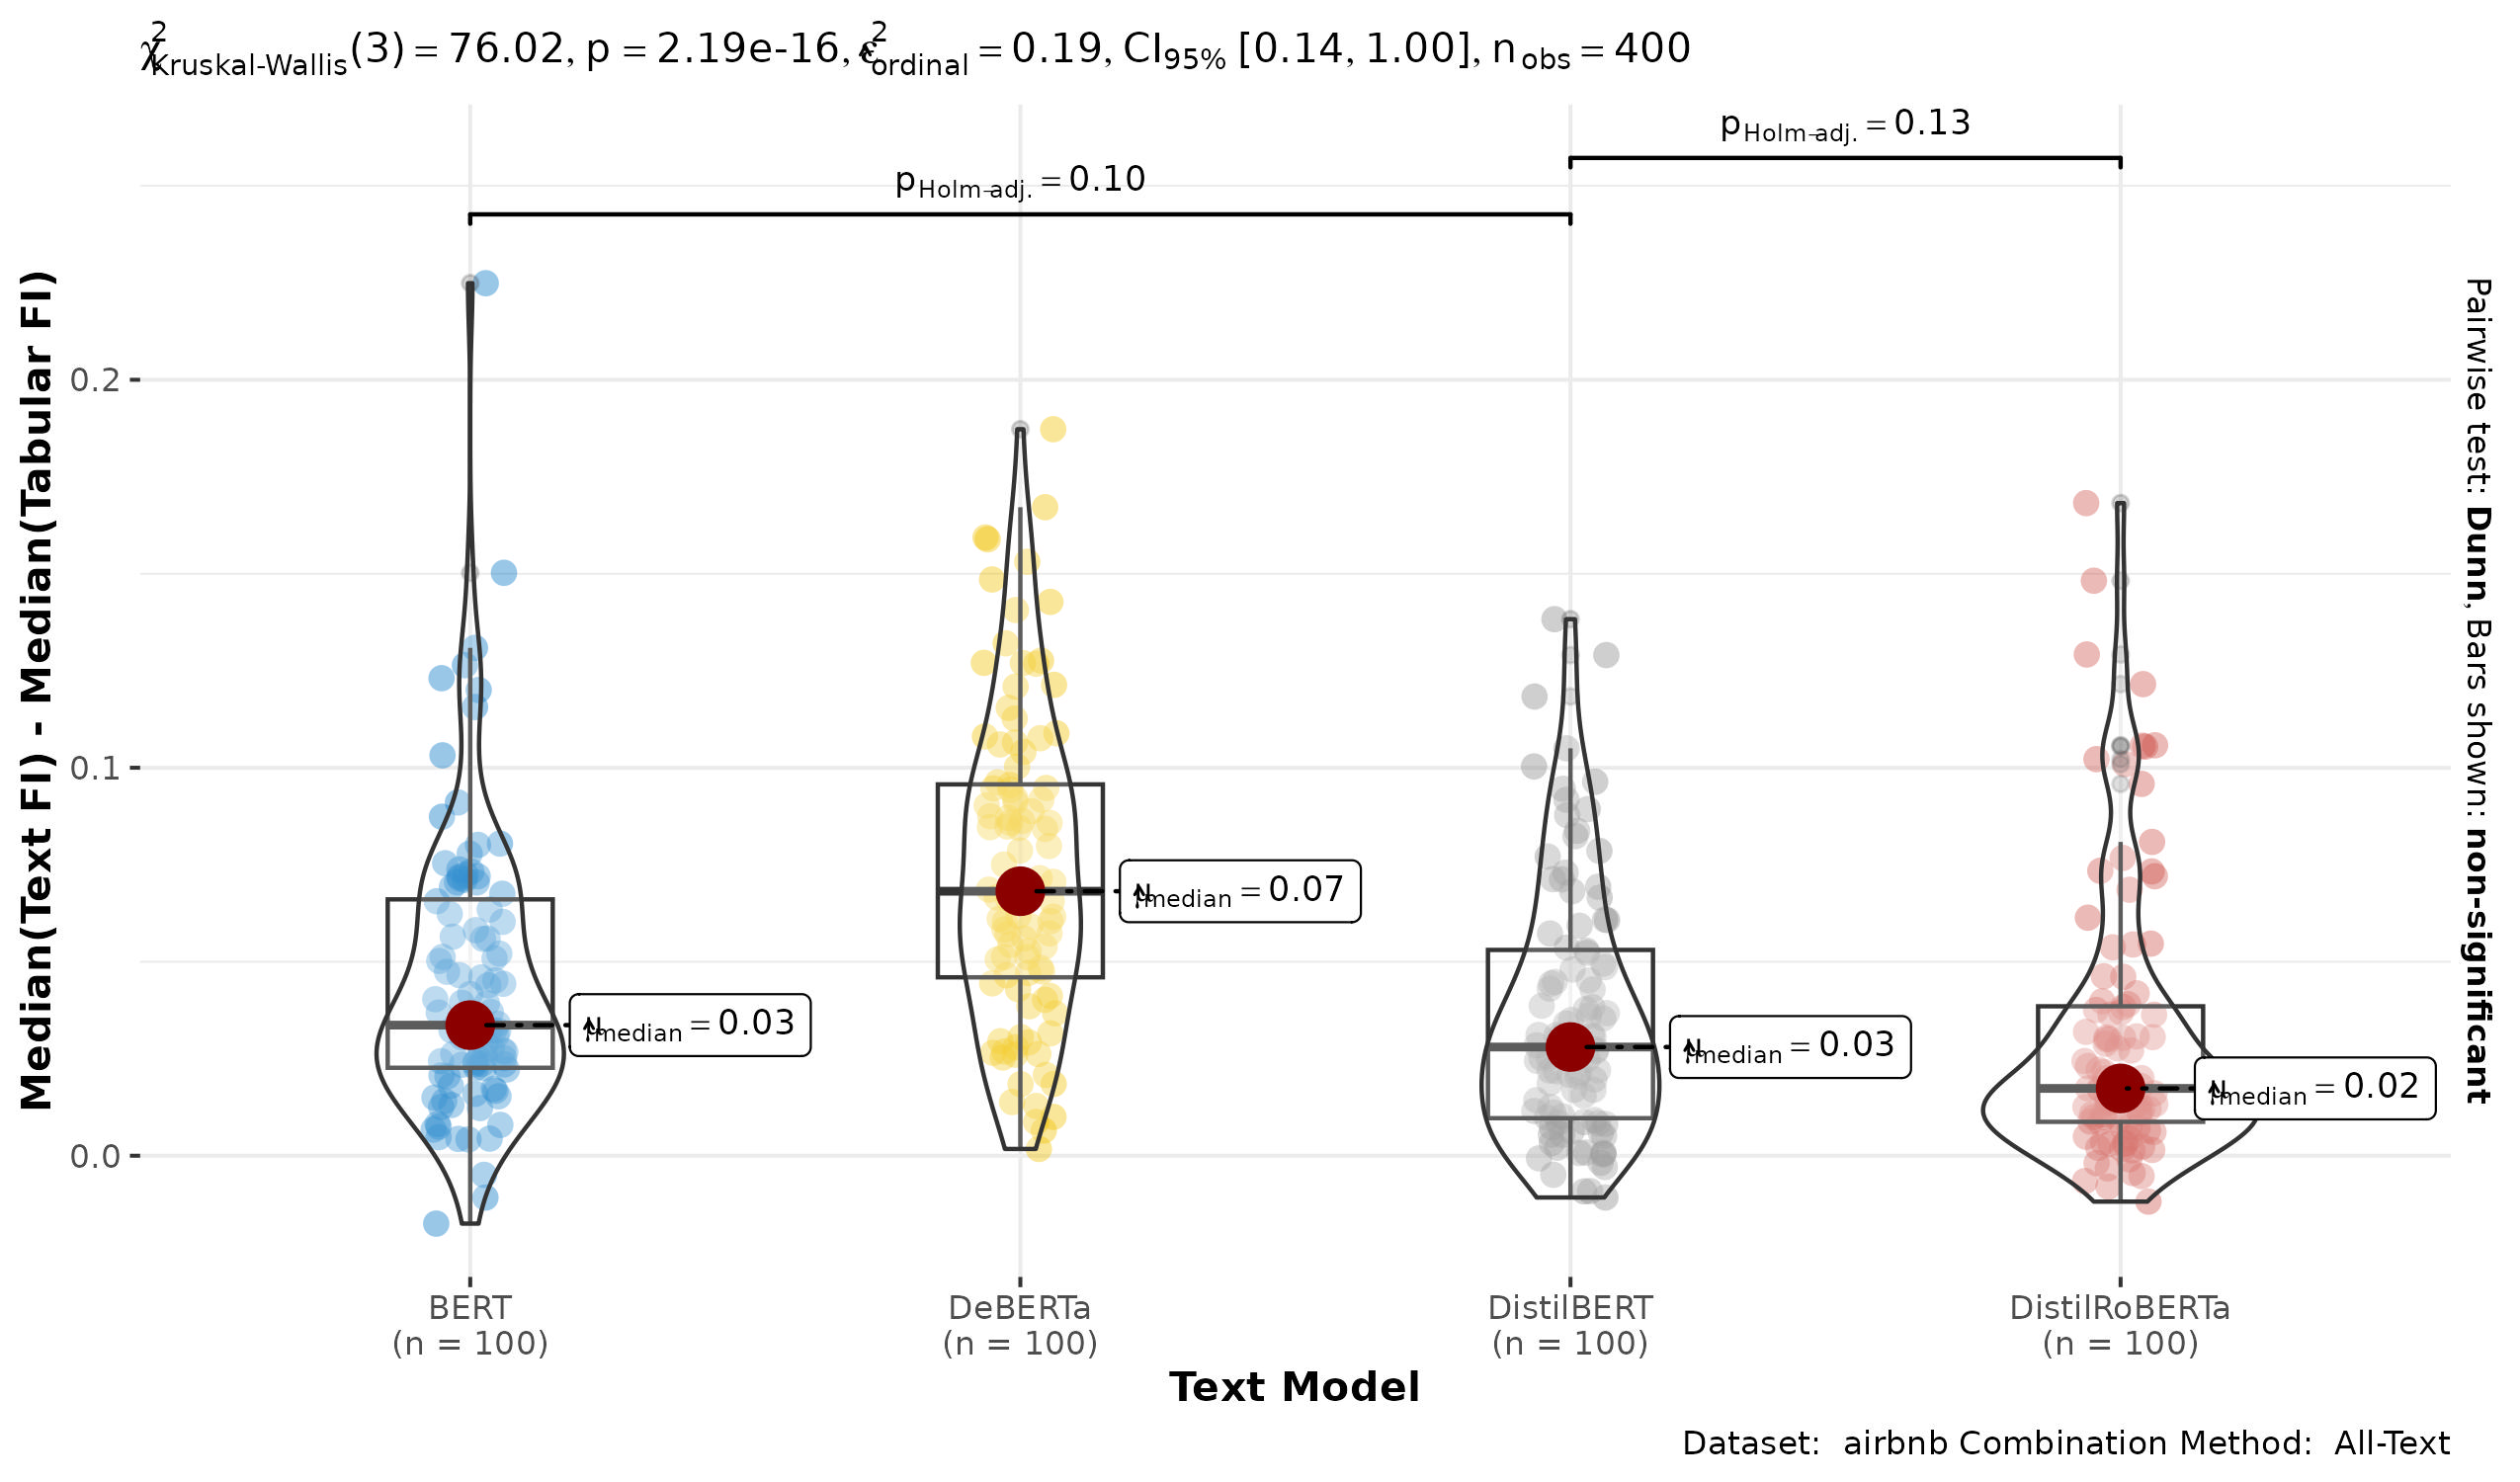 χ²Kruskal-Wallis(3) = 76.02, p = 2.19e-16, ε̂²ordinal = 0.19, CI95% [0.14, 1.00], nobs = 400
pHolm-adj. = 0.13
pHolm-adj. = 0.10
Median(Text FI) - Median(Tabular FI)
0.2
0.1
0.0
μ̂median = 0.03
μ̂median = 0.07
μ̂median = 0.03
μ̂median = 0.02
Pairwise test: Dunn, Bars shown: non-significant
BERT
(n = 100)
DeBERTa
(n = 100)
DistilBERT
(n = 100)
DistilRoBERTa
(n = 100)
Text Model
Dataset: airbnb Combination Method: All-Text